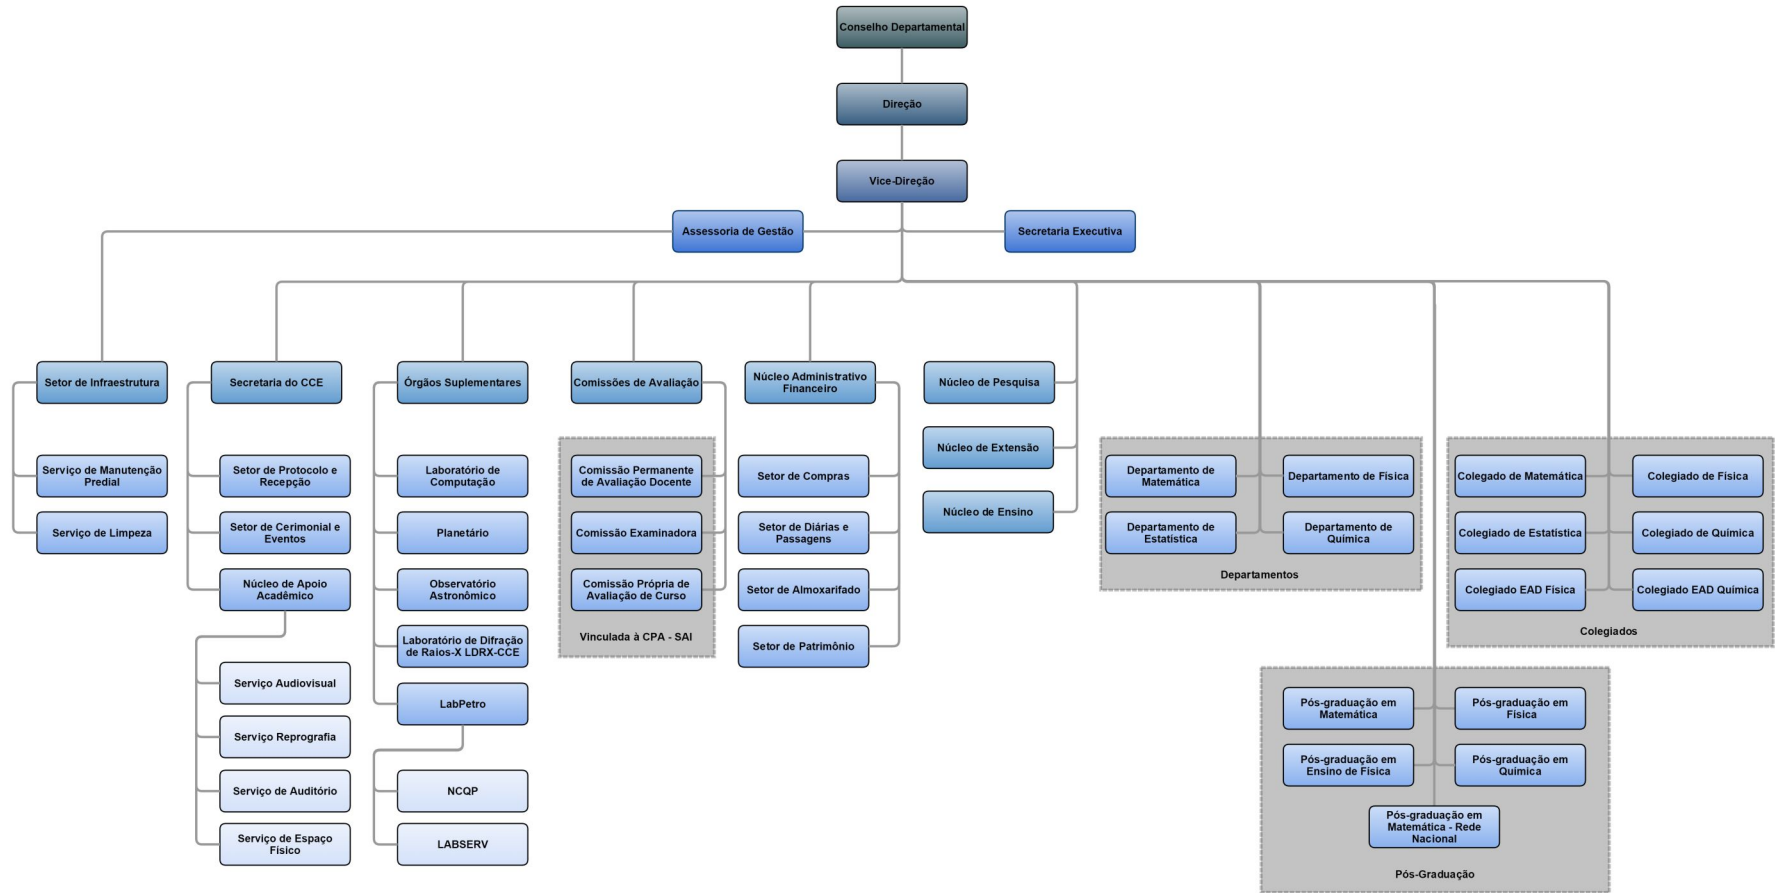 Conselho Departamental
Direção
Vice-Direção
Assessoria de Gestão
Secretaria Executiva
Setor de Infraestrutura
Serviço de Manutenção
Predial
Serviço de Limpeza
Secretaria do CCE
Setor de Protocolo e
Recepção
Setor de Cerimonial e
Eventos
Núcleo de Apoio
Acadêmico
Serviço Audiovisual
Serviço Reprografia
Serviço de Auditório
Serviço de Espaço
Físico
Órgãos Suplementares
Laboratório de
Computação
Planetário
Observatório
Astronômico
Laboratório de Difração
de Raios-X LDRX-CCE
LabPetro
NCQP
LABSERV
Comissões de Avaliação
Comissão Permanente
de Avaliação Docente
Comissão Examinadora
Comissão Própria de
Avaliação de Curso
Vinculada à CPA - SAI
Núcleo Administrativo
Financeiro
Setor de Compras
Setor de Diárias e
Passagens
Setor de Almoxarifado
Setor de Patrimônio
Núcleo de Pesquisa
Núcleo de Extensão
Núcleo de Ensino
Departamento de
Matemática
Departamento de Física
Departamento de
Estatística
Departamento de
Química
Departamentos
Pós-graduação em
Matemática
Pós-graduação em
Física
Pós-graduação em
Ensino de Física
Pós-graduação em
Química
Pós-graduação em
Matemática - Rede
Nacional
Pós-Graduação
Colegado de Matemática
Colegiado de Física
Colegiado de Estatística
Colegiado de Química
Colegiado EAD Física
Colegiado EAD Química
Colegiados